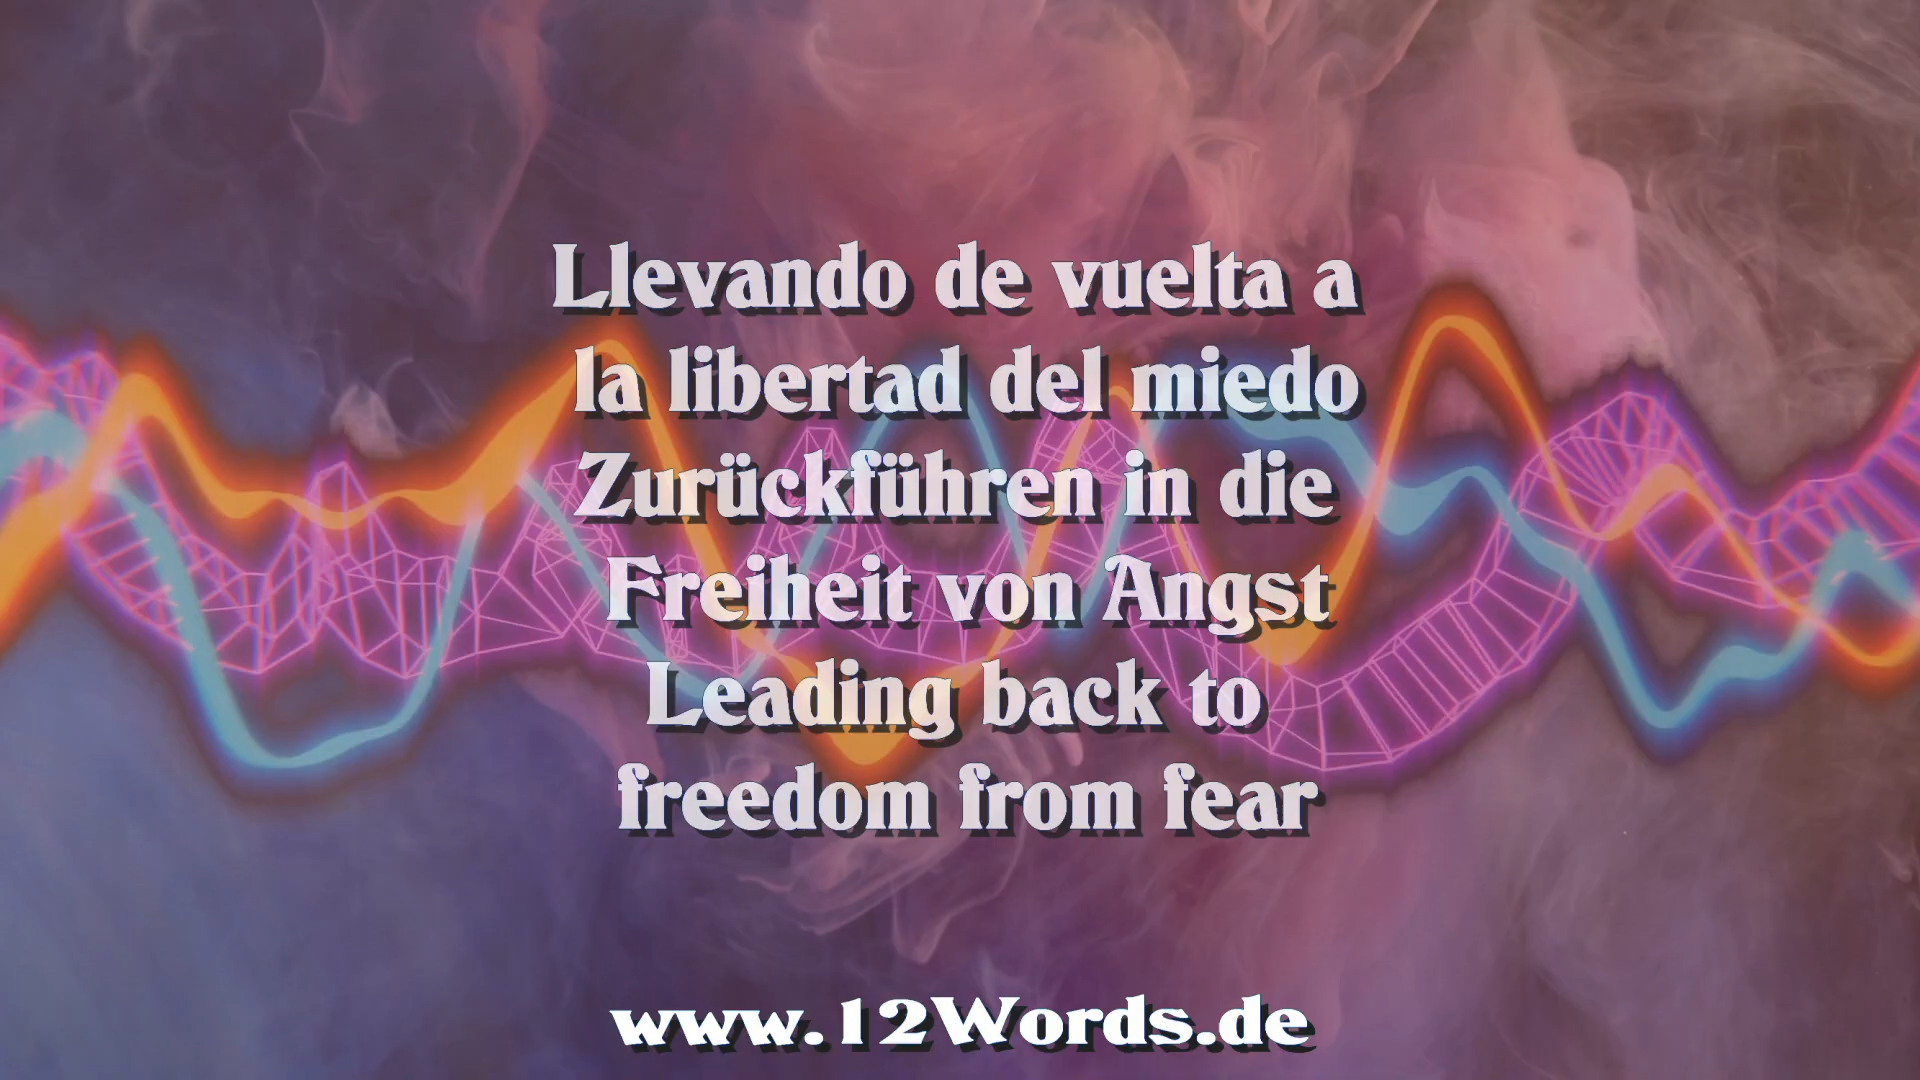 Llevando de vuelta a
la libertad del miedo
Zurückführen in die
Freiheit von Angst
Leading back to
freedom from fear
www.12Words.de